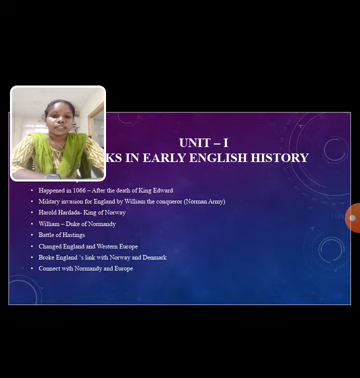 UNIT – I
KS IN EARLY ENGLISH HISTORY
• Happened in 1066 – After the death of King Edward
• Military invasion for England by William the conqueror (Norman Army)
• Harold Hardada- King of Norway
• William – Duke of Normandy
• Battle of Hastings
• Changed England and Western Europe
• Broke England 's link with Norway and Denmark
• Connect with Normandy and Europe